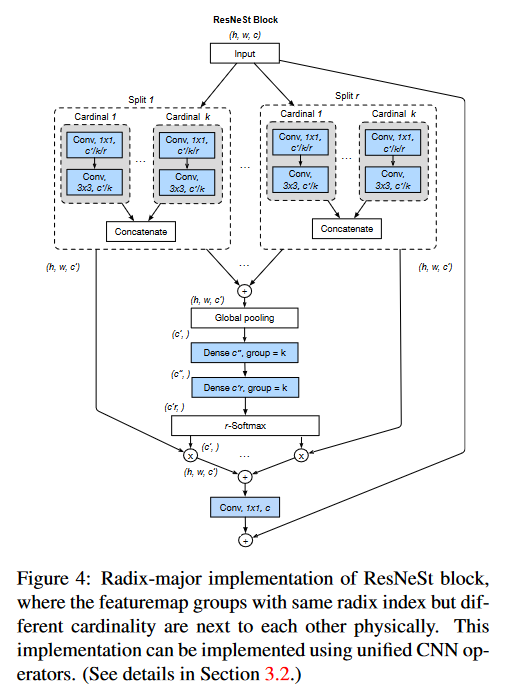 ResNeSt Block
(h, w, c)
Input
Split 1
Split r
Cardinal 1
Cardinal k
Cardinal 1
Cardinal k
Conv, 1x1,
c'/k/r
Conv, 1x1,
c'/k/r
Conv, 1x1,
c'/k/r
Conv, 1x1,
c'/k/r
...
...
...
Conv,
3x3, c'/k
Conv,
3x3, c'/k
Conv,
3x3, c'/k
Conv,
3x3, c'/k
Concatenate
Concatenate
(h, w, c')
...
(h, w, c')
+
(h, w, c')
Global pooling
(c', )
Dense c'', group = k
(c'', )
Dense c'r, group = k
(c'r, )
r-Softmax
(c', )
x
...
x
(h, w, c')
+
Conv, 1x1, c
+
Figure 4: Radix-major implementation of ResNeSt block,
where the featuremap groups with same radix index but dif-
ferent cardinality are next to each other physically. This
implementation can be implemented using unified CNN op-
erators. (See details in Section 3.2.)